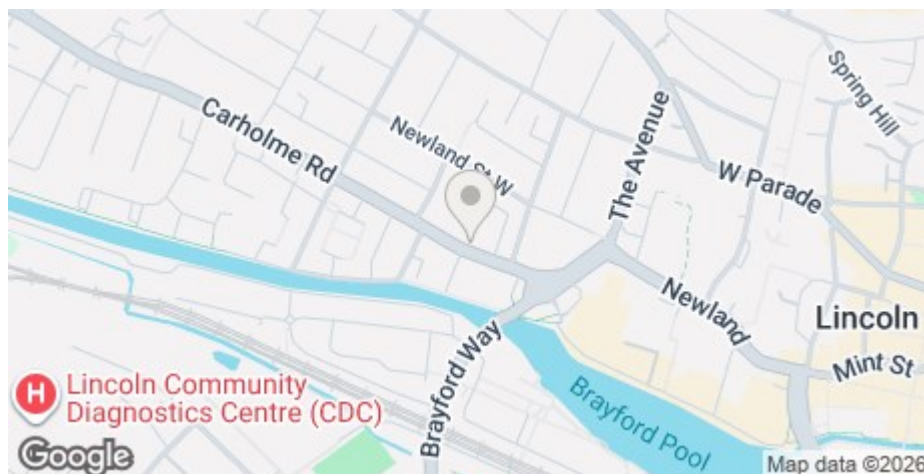 Spring Hill
Carholme Rd
Newland St W
The Avenue
W Parade
Newland
Lincoln
Mint St
Brayford Way
Brayford Pool
H
Lincoln Community
Diagnostics Centre (CDC)
Google
Map data ©2026